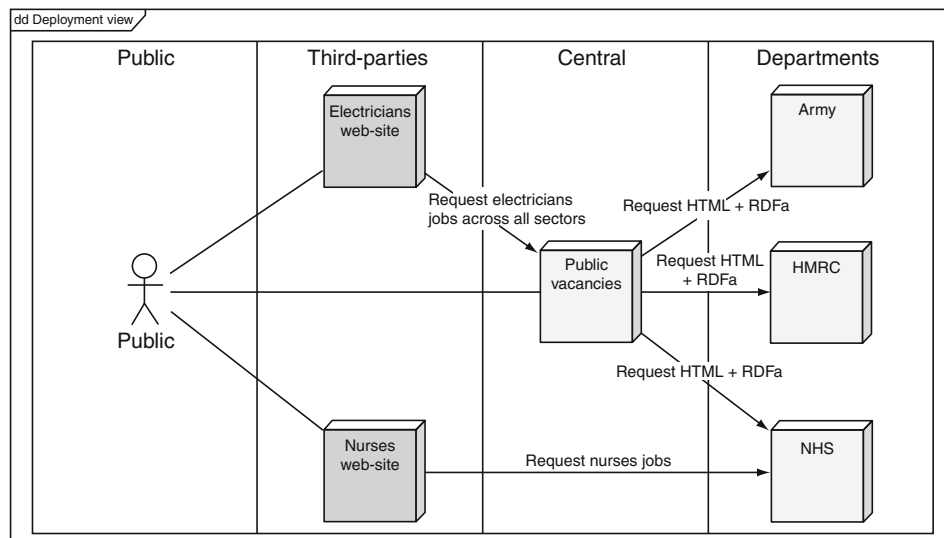 dd Deployment view
Public
Third-parties
Central
Departments
Electricians
web-site
Army
Request electricians
jobs across all sectors
Request HTML + RDFa
Public
vacancies
Request HTML
+ RDFa
HMRC
Public
Request HTML + RDFa
Nurses
web-site
Request nurses jobs
NHS